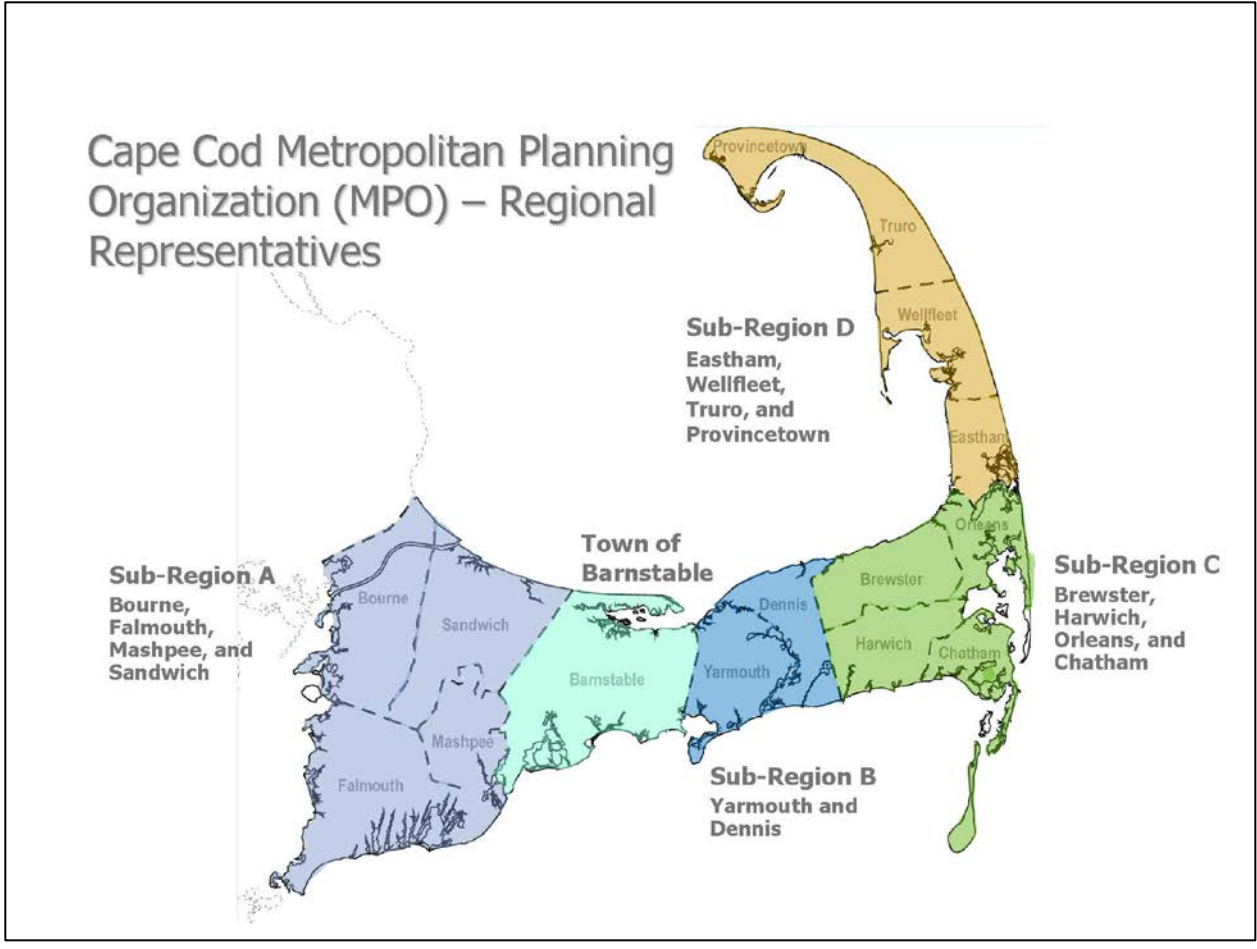 Cape Cod Metropolitan Planning
Organization (MPO) – Regional
Representatives
Provincetown
Truro
Wellfleet
Sub-Region D
Eastham,
Wellfleet,
Truro, and
Provincetown
Eastham
Orleans
Town of
Barnstable
Sub-Region A
Bourne,
Falmouth,
Mashpee, and
Sandwich
Sub-Region C
Brewster,
Harwich,
Orleans, and
Chatham
Bourne
Sandwich
Barnstable
Dennis
Yarmouth
Brewster
Harwich
Chatham
Mashpee
Falmouth
Sub-Region B
Yarmouth and
Dennis